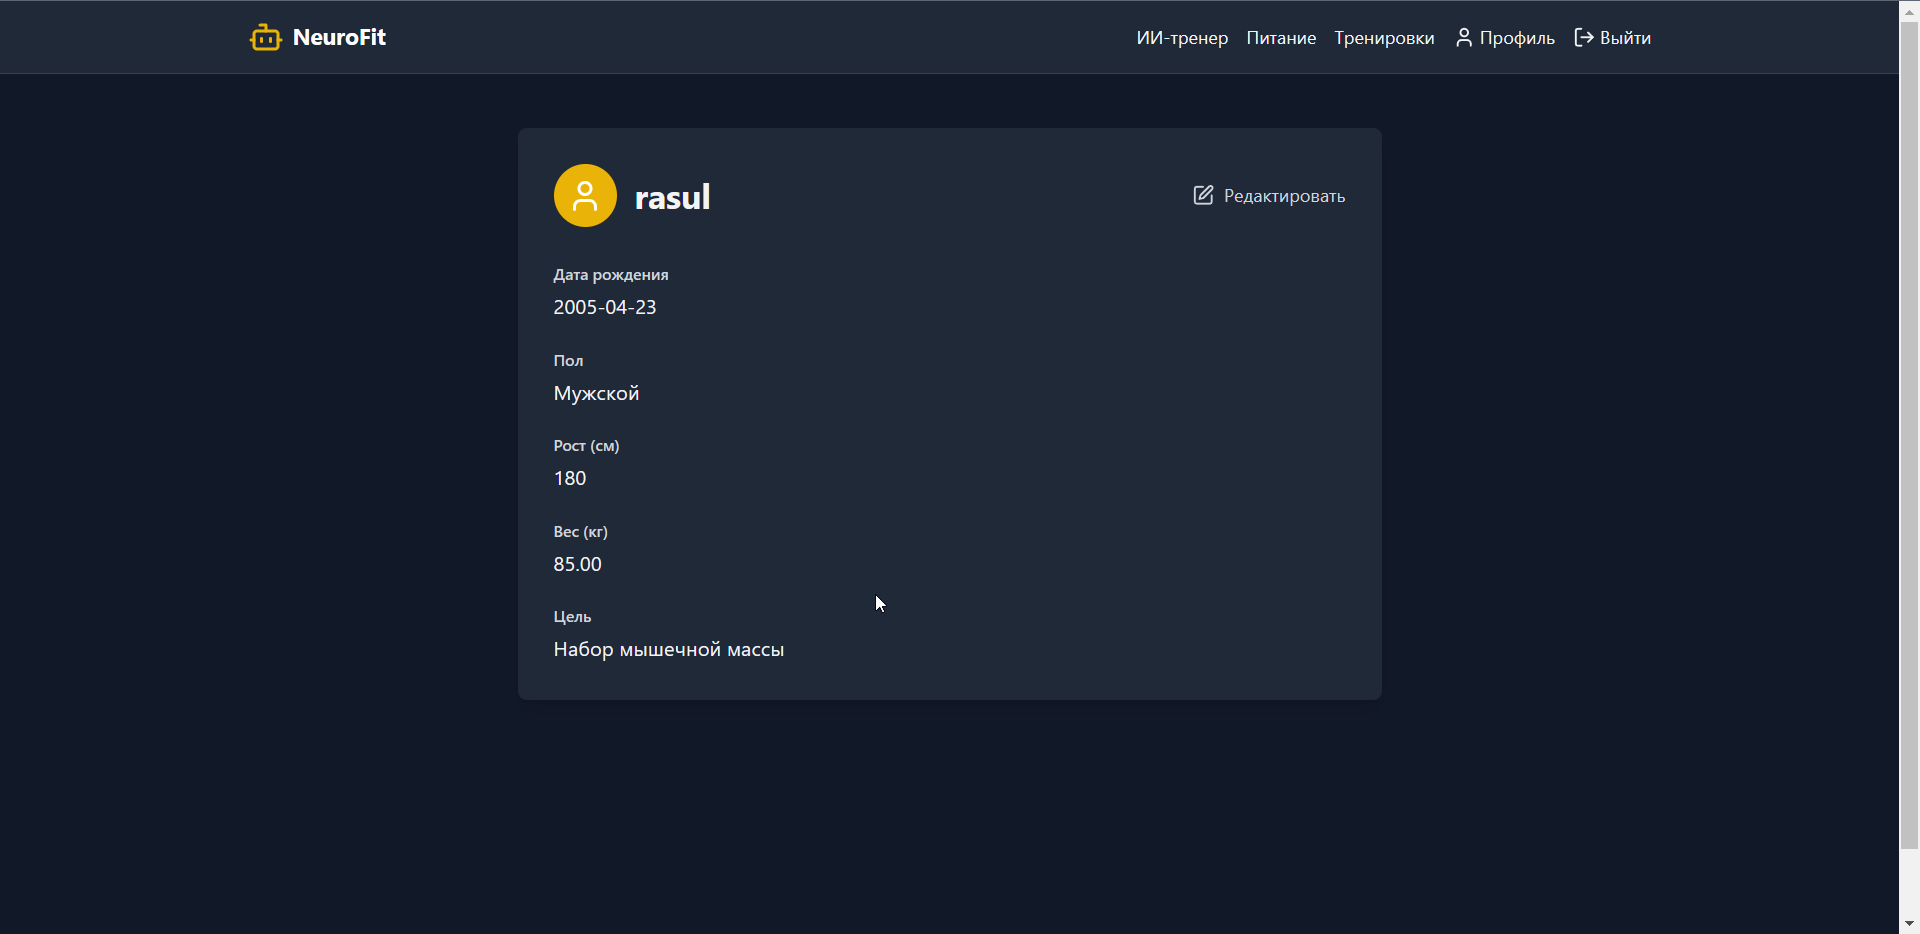 NeuroFit
ИИ-тренер Питание Тренировки Профиль Выйти
rasul
Редактировать
Дата рождения
2005-04-23
Пол
Мужской
Рост (см)
180
Вес (кг)
85.00
Цель
Набор мышечной массы